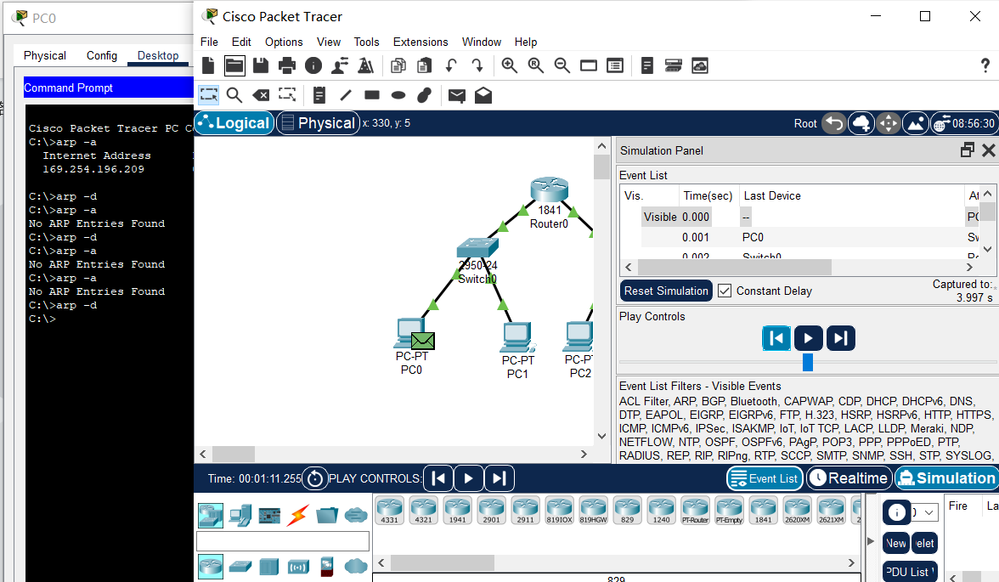 PC0
Physical Config Desktop
Command Prompt
Cisco Packet Tracer PC
C:\>arp -a
Internet Address
169.254.196.209
C:\>arp -d
C:\>arp -a
No ARP Entries Found
C:\>arp -d
C:\>arp -a
No ARP Entries Found
C:\>arp -a
No ARP Entries Found
C:\>arp -d
C:\>
Cisco Packet Tracer
File Edit Options View Tools Extensions Window Help
Logical Physical x: 330, y: 5
Root 08:56:30
1841
Router0
2950-24
Switch0
PC-PT
PC0
PC-PT
PC1
PC-PT
PC2
Simulation Panel
Event List
Vis. Time(sec) Last Device At
Visible 0.000 -- PC
0.001 PC0 Sw
0.002 Switch0
Reset Simulation Constant Delay
Captured to:
3.997 s
Play Controls
Event List Filters - Visible Events
ACL Filter, ARP, BGP, Bluetooth, CAPWAP, CDP, DHCP, DHCPv6, DNS,
DTP, EAPOL, EIGRP, EIGRPv6, FTP, H.323, HSRP, HSRPv6, HTTP, HTTPS,
ICMP, ICMPv6, IPSec, ISAKMP, IoT, IoT TCP, LACP, LLDP, Meraki, NDP,
NETFLOW, NTP, OSPF, OSPFv6, PAgP, POP3, PPP, PPPoED, PTP,
RADIUS, REP, RIP, RIPng, RTP, SCCP, SMTP, SNMP, SSH, STP, SYSLOG,
Time: 00:01:11.255 PLAY CONTROLS:
Event List Realtime Simulation
4331 4321 1941 2901 2911 819IOX 819HGW 829 1240 PT-Router PT-Empty 1841 2620XM 2621XM 2
829
Fire La
New elet
PDU List